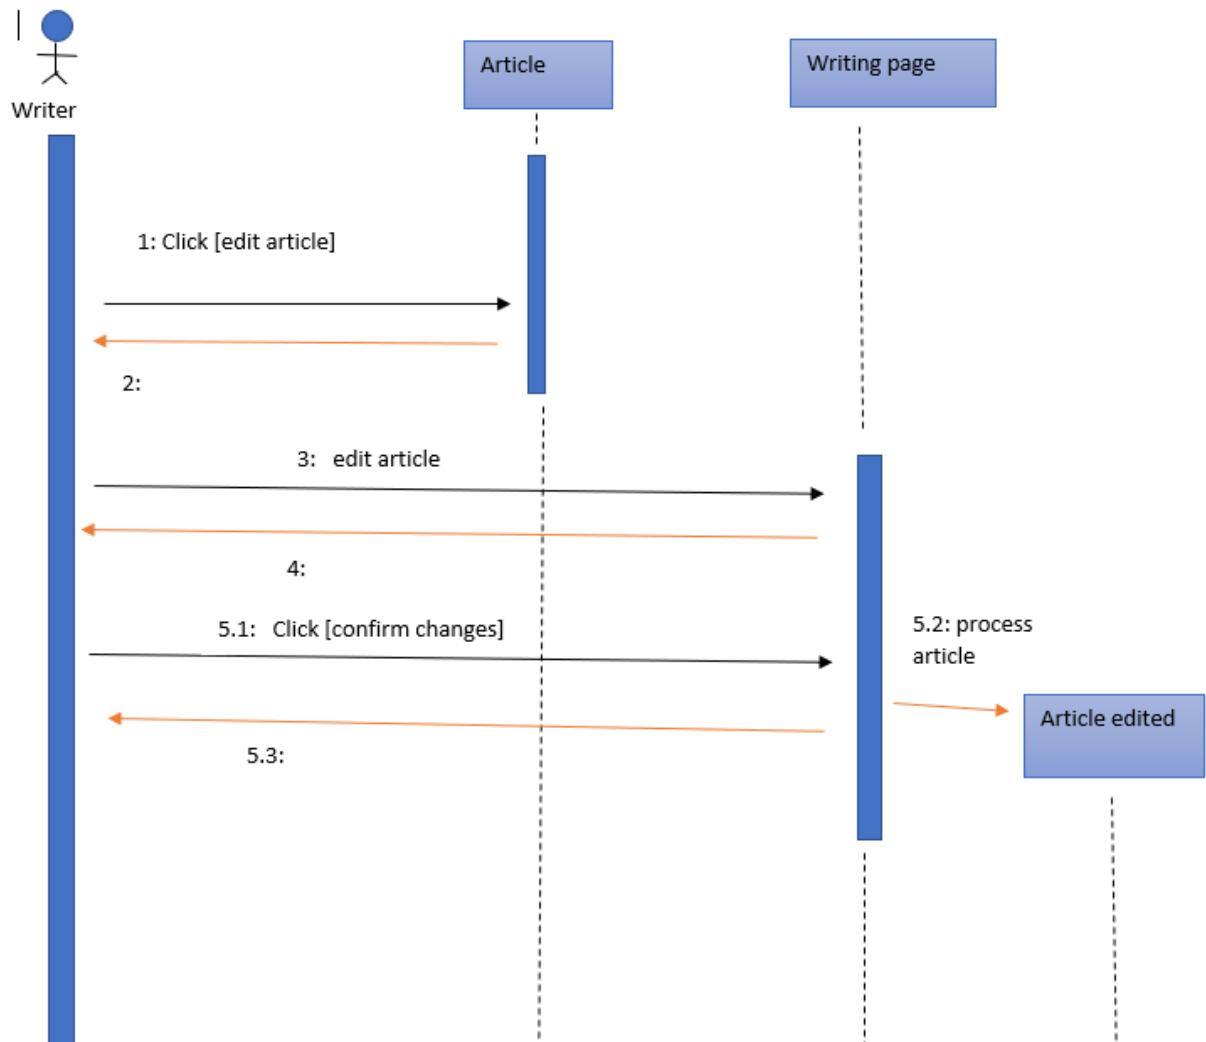 Article
Writing page
Writer
1: Click [edit article]
2:
3: edit article
4:
5.1: Click [confirm changes]
5.2: process
article
Article edited
5.3: